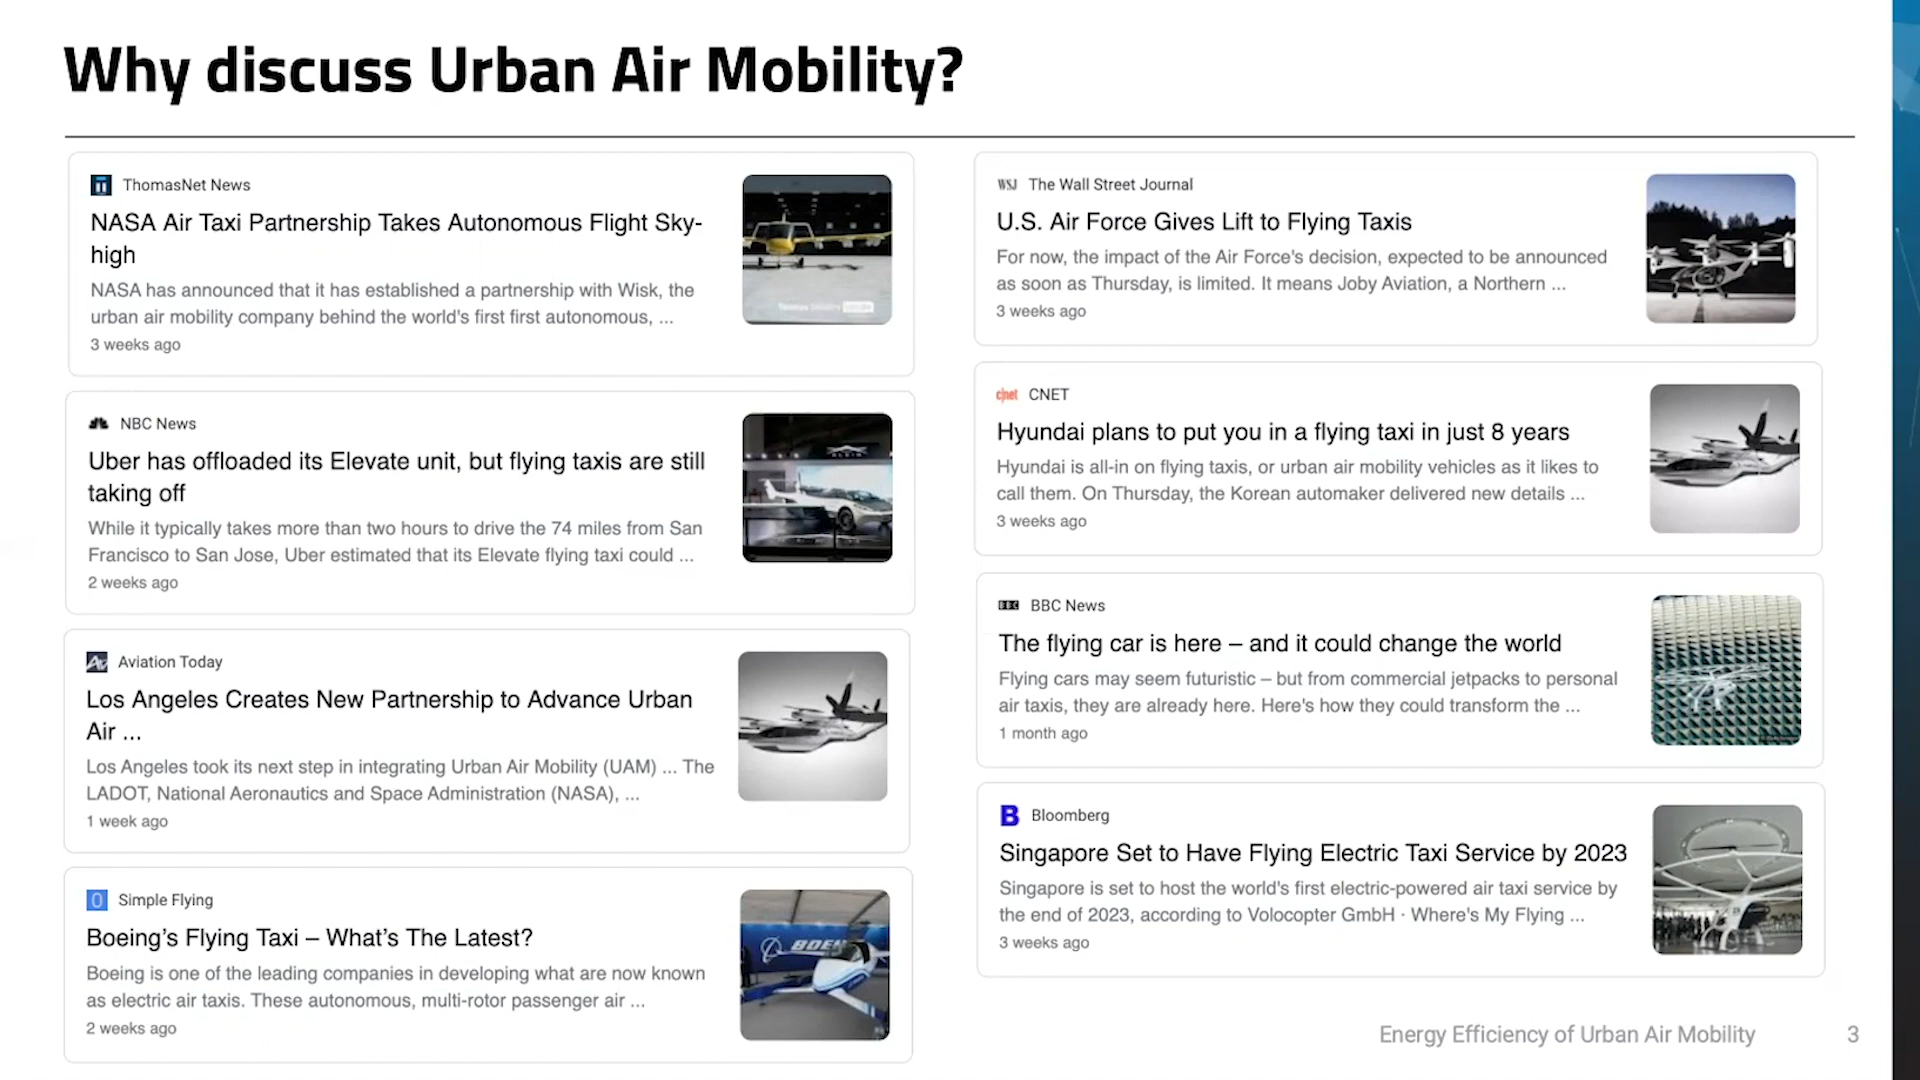 Why discuss Urban Air Mobility?
ThomasNet News
NASA Air Taxi Partnership Takes Autonomous Flight Sky-
high
NASA has announced that it has established a partnership with Wisk, the
urban air mobility company behind the world's first first autonomous, ...
3 weeks ago
NBC News
Uber has offloaded its Elevate unit, but flying taxis are still
taking off
While it typically takes more than two hours to drive the 74 miles from San
Francisco to San Jose, Uber estimated that its Elevate flying taxi could ...
2 weeks ago
Aviation Today
Los Angeles Creates New Partnership to Advance Urban
Air ...
Los Angeles took its next step in integrating Urban Air Mobility (UAM) ... The
LADOT, National Aeronautics and Space Administration (NASA), ...
1 week ago
Simple Flying
Boeing’s Flying Taxi – What’s The Latest?
Boeing is one of the leading companies in developing what are now known
as electric air taxis. These autonomous, multi-rotor passenger air ...
2 weeks ago
WSJ The Wall Street Journal
U.S. Air Force Gives Lift to Flying Taxis
For now, the impact of the Air Force's decision, expected to be announced
as soon as Thursday, is limited. It means Joby Aviation, a Northern ...
3 weeks ago
c|net CNET
Hyundai plans to put you in a flying taxi in just 8 years
Hyundai is all-in on flying taxis, or urban air mobility vehicles as it likes to
call them. On Thursday, the Korean automaker delivered new details ...
3 weeks ago
BBC BBC News
The flying car is here – and it could change the world
Flying cars may seem futuristic – but from commercial jetpacks to personal
air taxis, they are already here. Here's how they could transform the ...
1 month ago
B Bloomberg
Singapore Set to Have Flying Electric Taxi Service by 2023
Singapore is set to host the world's first electric-powered air taxi service by
the end of 2023, according to Volocopter GmbH · Where's My Flying ...
3 weeks ago
Energy Efficiency of Urban Air Mobility 3